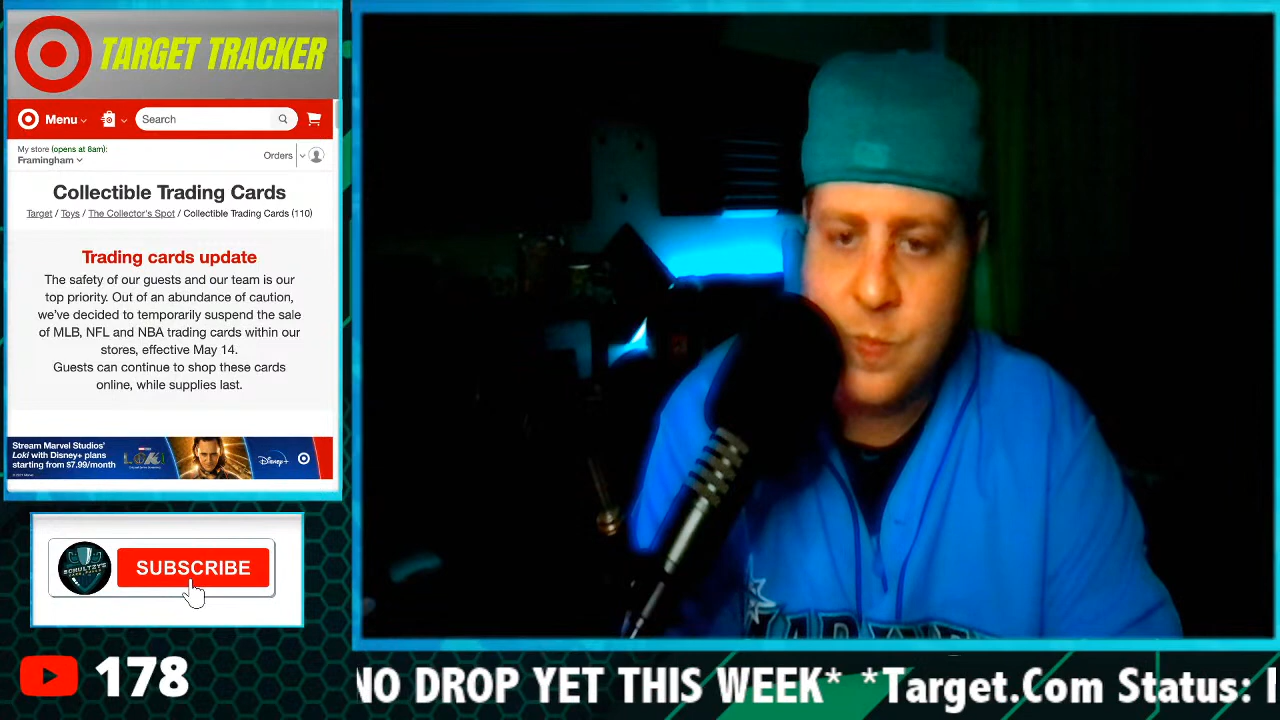 TARGET TRACKER
Menu
Search
My store (opens at 8am):
Framingham
Orders
Collectible Trading Cards
Target / Toys / The Collector's Spot / Collectible Trading Cards (110)
Trading cards update
The safety of our guests and our team is our
top priority. Out of an abundance of caution,
we've decided to temporarily suspend the sale
of MLB, NFL and NBA trading cards within our
stores, effective May 14.
Guests can continue to shop these cards
online, while supplies last.
Stream Marvel Studios'
Loki with Disney+ plans
starting from $7.99/month
LOKI
Disney+
SCHULTZYS
SUBSCRIBE
178
NO DROP YET THIS WEEK* *Target.Com Status: